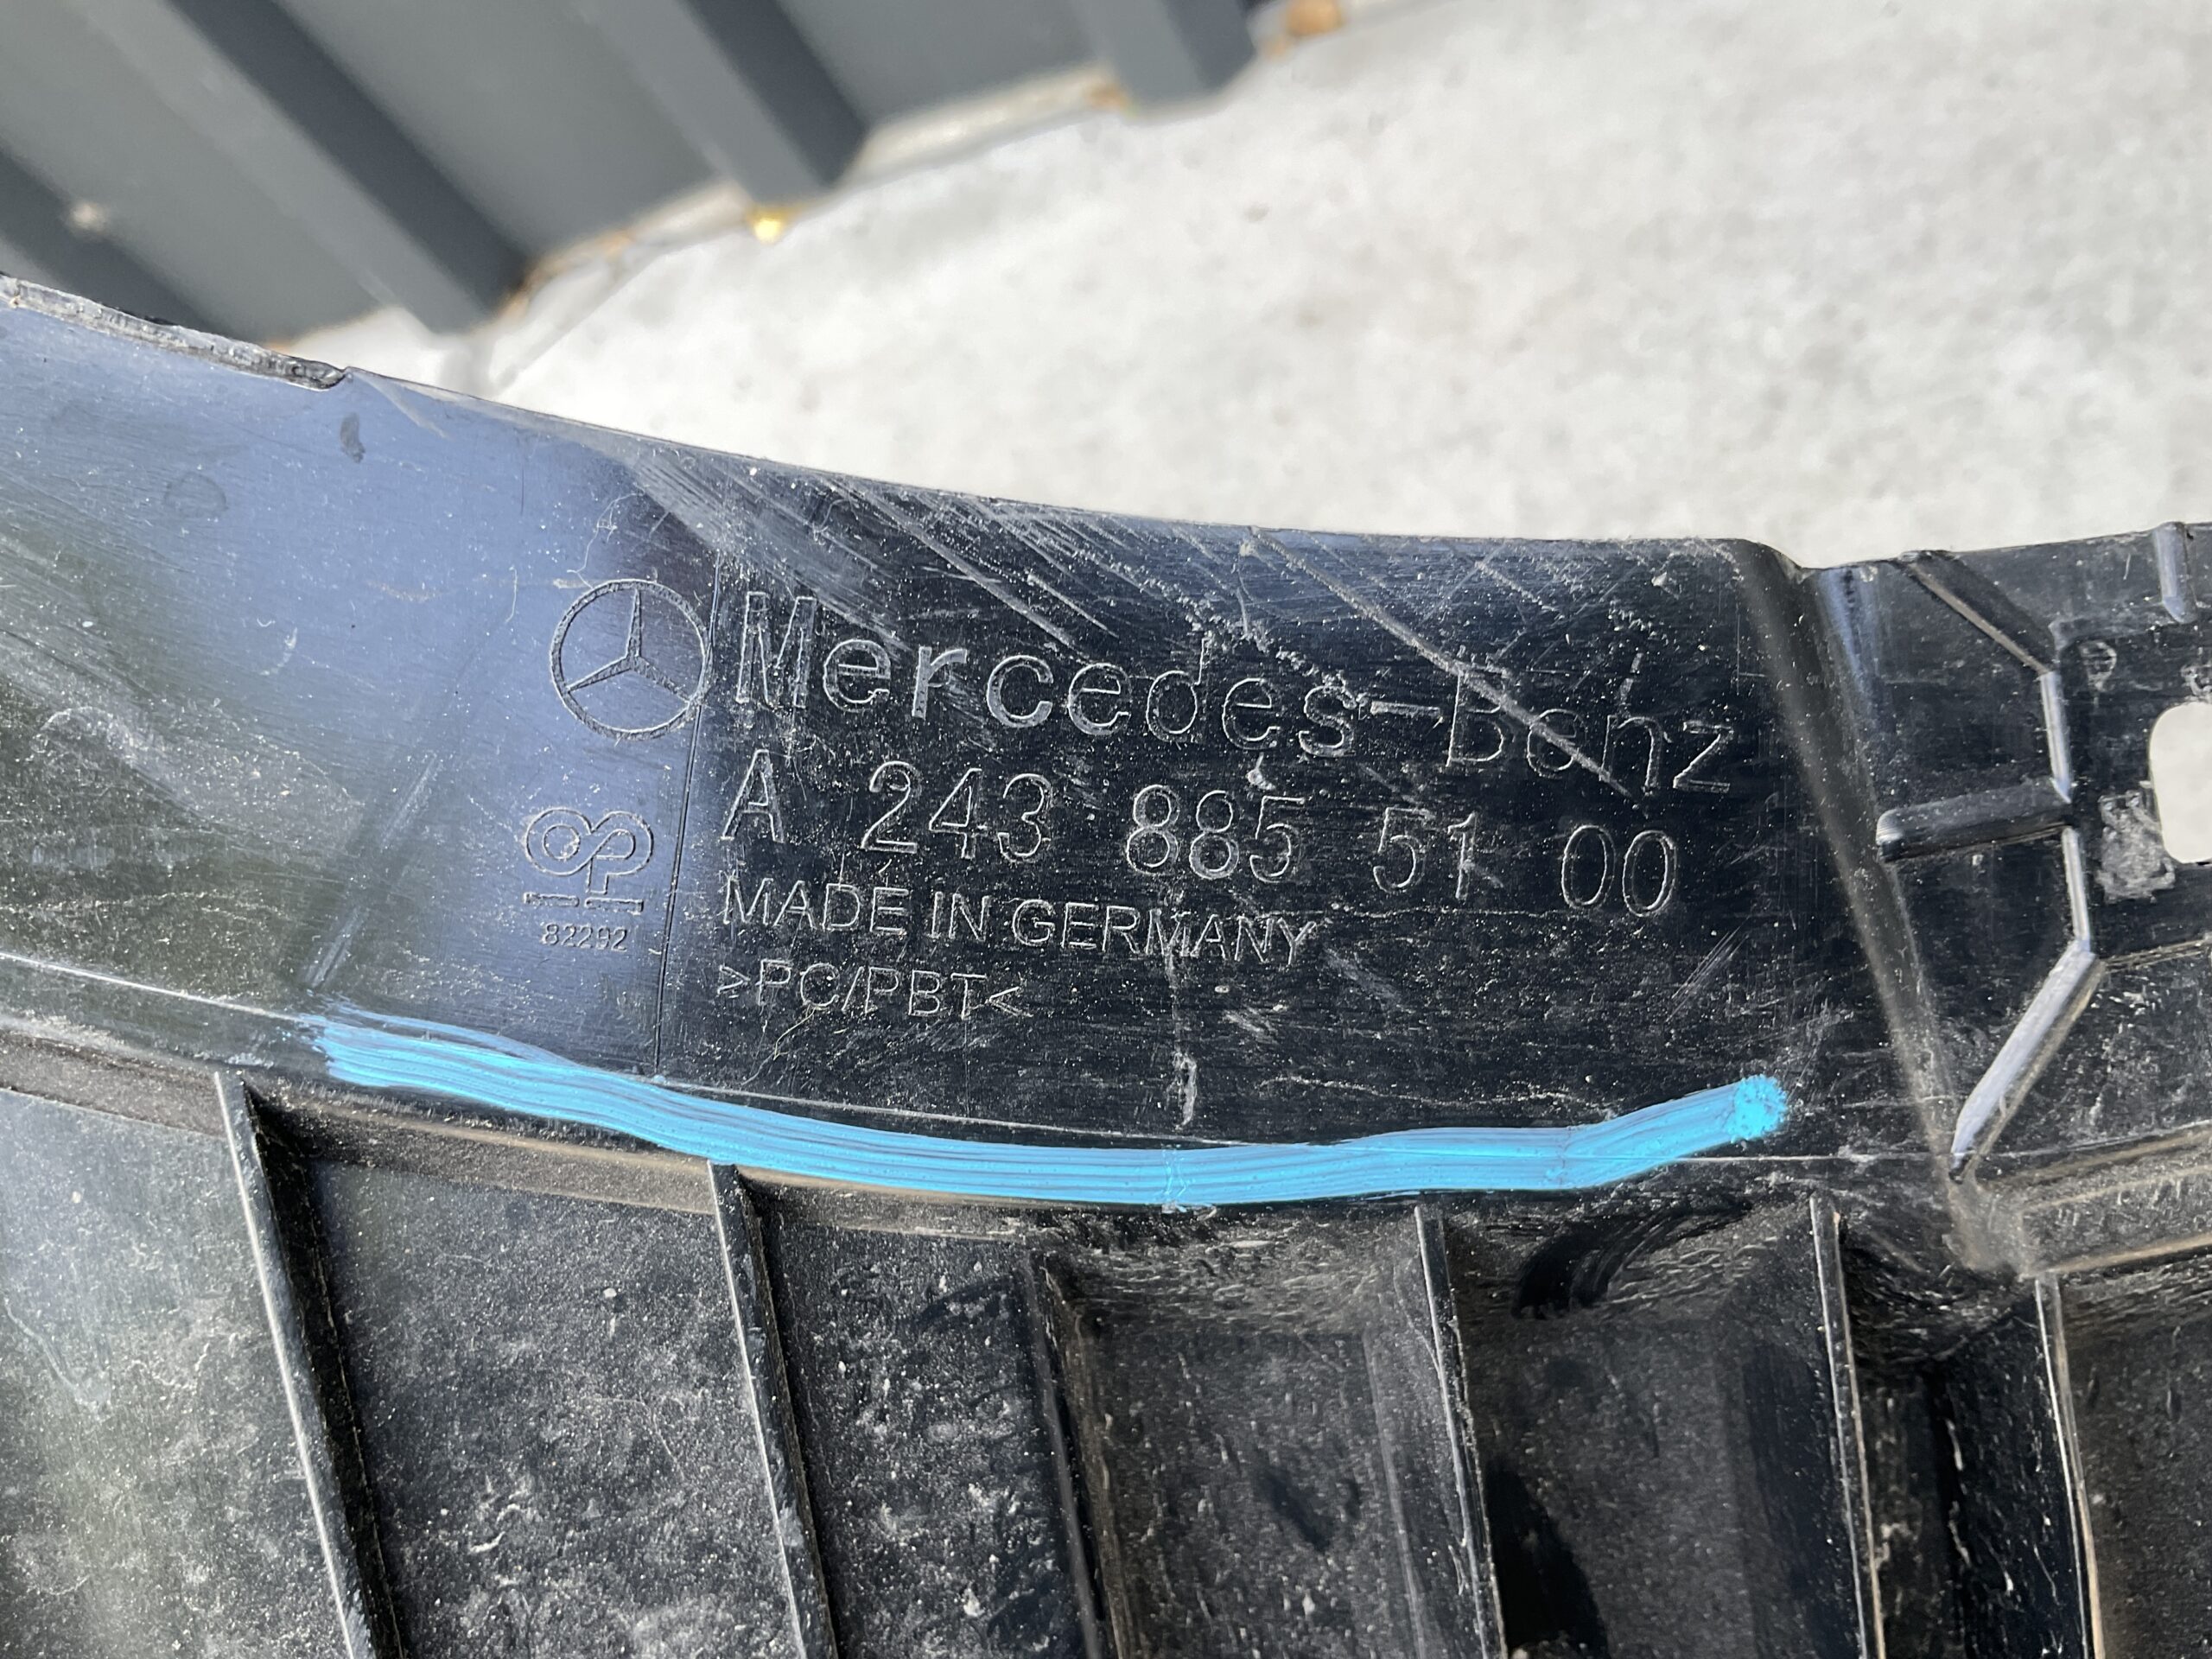 Mercedes-Benz
A 243 885 51 00
MADE IN GERMANY
>PC/PBT<
82292